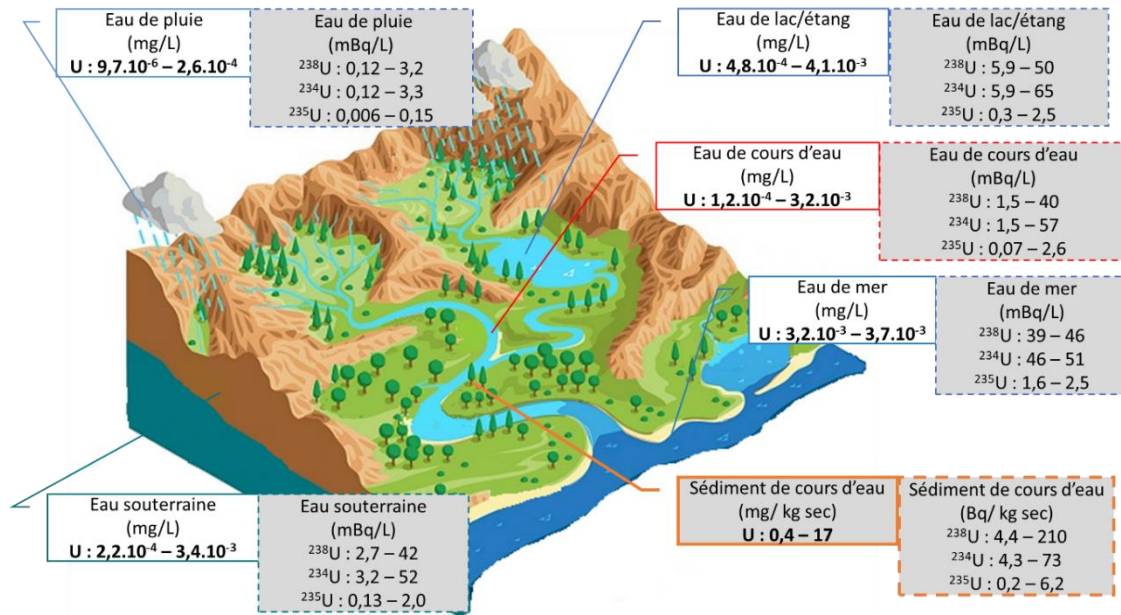 Eau de pluie
(mg/L)
U : 9,7.10⁻⁶ – 2,6.10⁻⁴
Eau de pluie
(mBq/L)
²³⁸U : 0,12 – 3,2
²³⁴U : 0,12 – 3,3
²³⁵U : 0,006 – 0,15
Eau de lac/étang
(mg/L)
U : 4,8.10⁻⁴ – 4,1.10⁻³
Eau de lac/étang
(mBq/L)
²³⁸U : 5,9 – 50
²³⁴U : 5,9 – 65
²³⁵U : 0,3 – 2,5
Eau de cours d’eau
(mg/L)
U : 1,2.10⁻⁴ – 3,2.10⁻³
Eau de cours d’eau
(mBq/L)
²³⁸U : 1,5 – 40
²³⁴U : 1,5 – 57
²³⁵U : 0,07 – 2,6
Eau de mer
(mg/L)
U : 3,2.10⁻³ – 3,7.10⁻³
Eau de mer
(mBq/L)
²³⁸U : 39 – 46
²³⁴U : 46 – 51
²³⁵U : 1,6 – 2,5
Eau souterraine
(mg/L)
U : 2,2.10⁻⁴ – 3,4.10⁻³
Eau souterraine
(mBq/L)
²³⁸U : 2,7 – 42
²³⁴U : 3,2 – 52
²³⁵U : 0,13 – 2,0
Sédiment de cours d’eau
(mg/ kg sec)
U : 0,4 – 17
Sédiment de cours d’eau
(Bq/ kg sec)
²³⁸U : 4,4 – 210
²³⁴U : 4,3 – 73
²³⁵U : 0,2 – 6,2